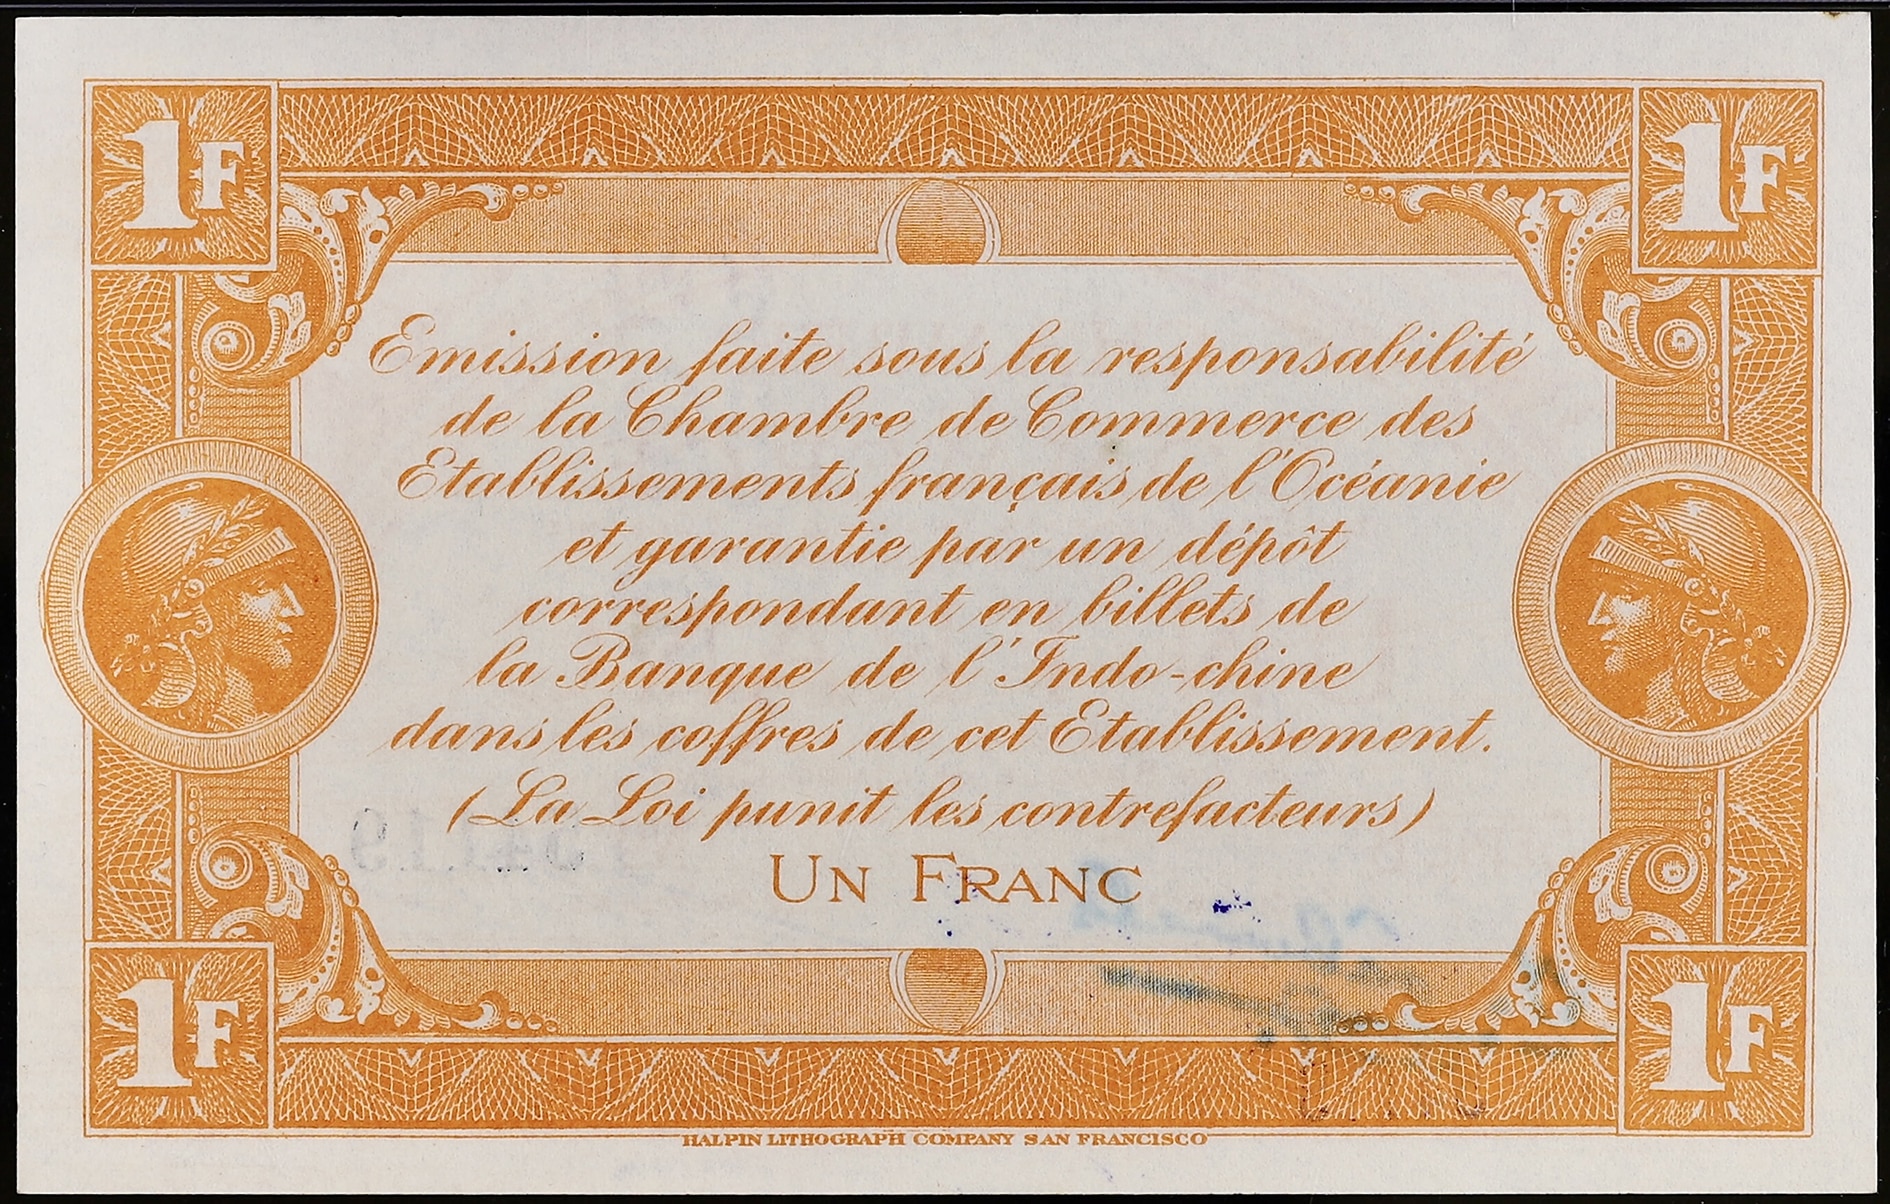 1F 1F
Emission faite sous la responsabilité
de la Chambre de Commerce des
Etablissements français de l'Océanie
et garantie par un dépôt
correspondant en billets de
la Banque de l'Indo-chine
dans les coffres de cet Etablissement.
(La Loi punit les contrefacteurs)
UN FRANC
1F 1F
HALPIN LITHOGRAPH COMPANY SAN FRANCISCO